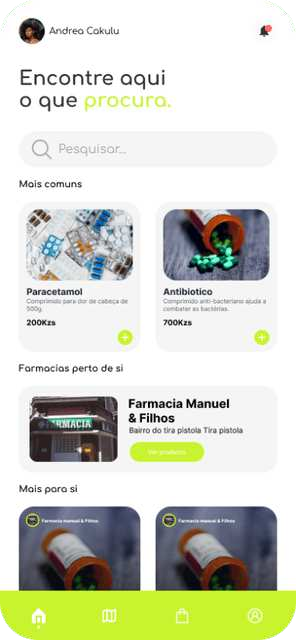 Andrea Cakulu
Encontre aqui
o que procura.
Pesquisar...
Mais comuns
Paracetamol
Comprimido para dor de cabeça de
500g.
200Kzs
Antibiotico
Comprimido anti-bacteriano ajuda a
combater as bactérias.
700Kzs
Farmacias perto de si
FARMACIA
Farmacia Manuel
& Filhos
Bairro do tira pistola Tira pistola
Ver produtos
Mais para si
Farmacia manuel & Filhos
Farmacia manuel & Filhos